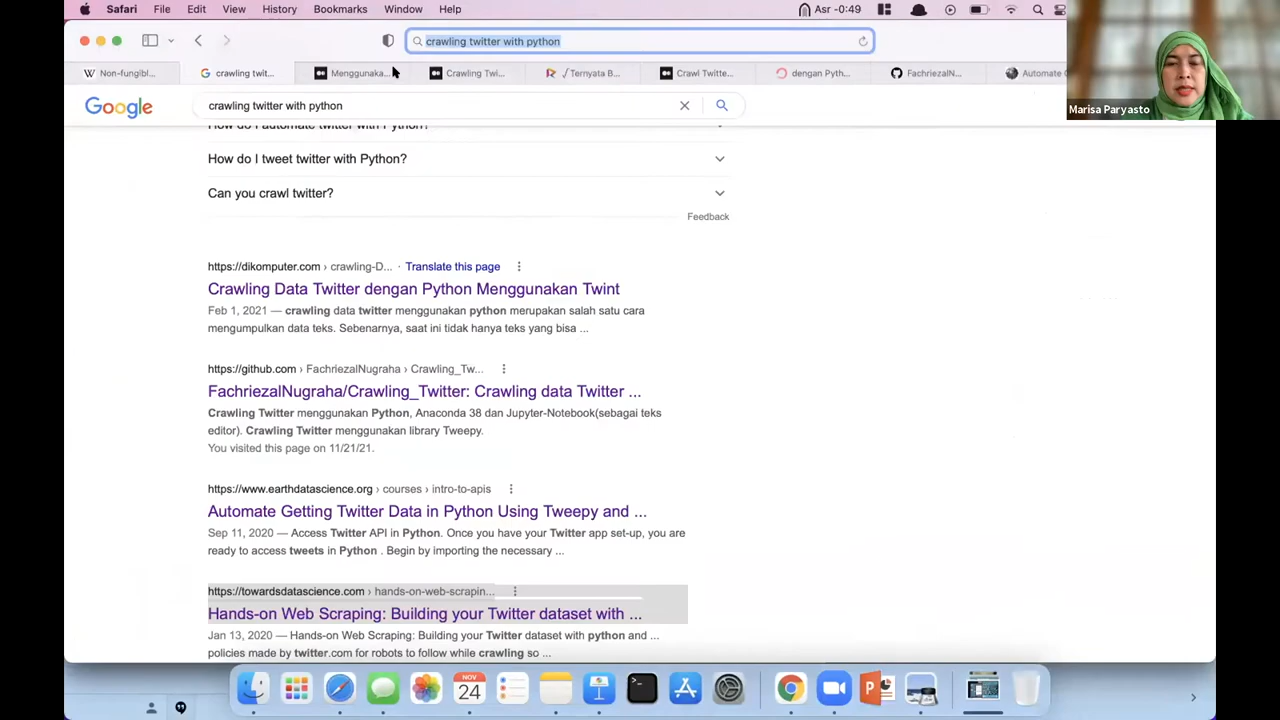 Safari File Edit View History Bookmarks Window Help Asr -0:49
crawling twitter with python
Non-fungibl... crawling twit... Menggunaka... Crawling Twi... Ternyata B... Crawl Twitte... dengan Pyth... FachriezalN... Automate G
Marisa Paryasto
Google crawling twitter with python
How do I automate twitter with Python?
How do I tweet twitter with Python?
Can you crawl twitter?
Feedback
https://dikomputer.com › crawling-D... · Translate this page
Crawling Data Twitter dengan Python Menggunakan Twint
Feb 1, 2021 — crawling data twitter menggunakan python merupakan salah satu cara
mengumpulkan data teks. Sebenarnya, saat ini tidak hanya teks yang bisa ...
https://github.com › FachriezalNugraha › Crawling_Tw...
FachriezalNugraha/Crawling_Twitter: Crawling data Twitter ...
Crawling Twitter menggunakan Python, Anaconda 38 dan Jupyter-Notebook(sebagai teks
editor). Crawling Twitter menggunakan library Tweepy.
You visited this page on 11/21/21.
https://www.earthdatascience.org › courses › intro-to-apis
Automate Getting Twitter Data in Python Using Tweepy and ...
Sep 11, 2020 — Access Twitter API in Python. Once you have your Twitter app set-up, you are
ready to access tweets in Python . Begin by importing the necessary ...
https://towardsdatascience.com › hands-on-web-scrapin...
Hands-on Web Scraping: Building your Twitter dataset with ...
Jan 13, 2020 — Hands-on Web Scraping: Building your Twitter dataset with python and ...
policies made by twitter.com for robots to follow while crawling so ...
NOV
24